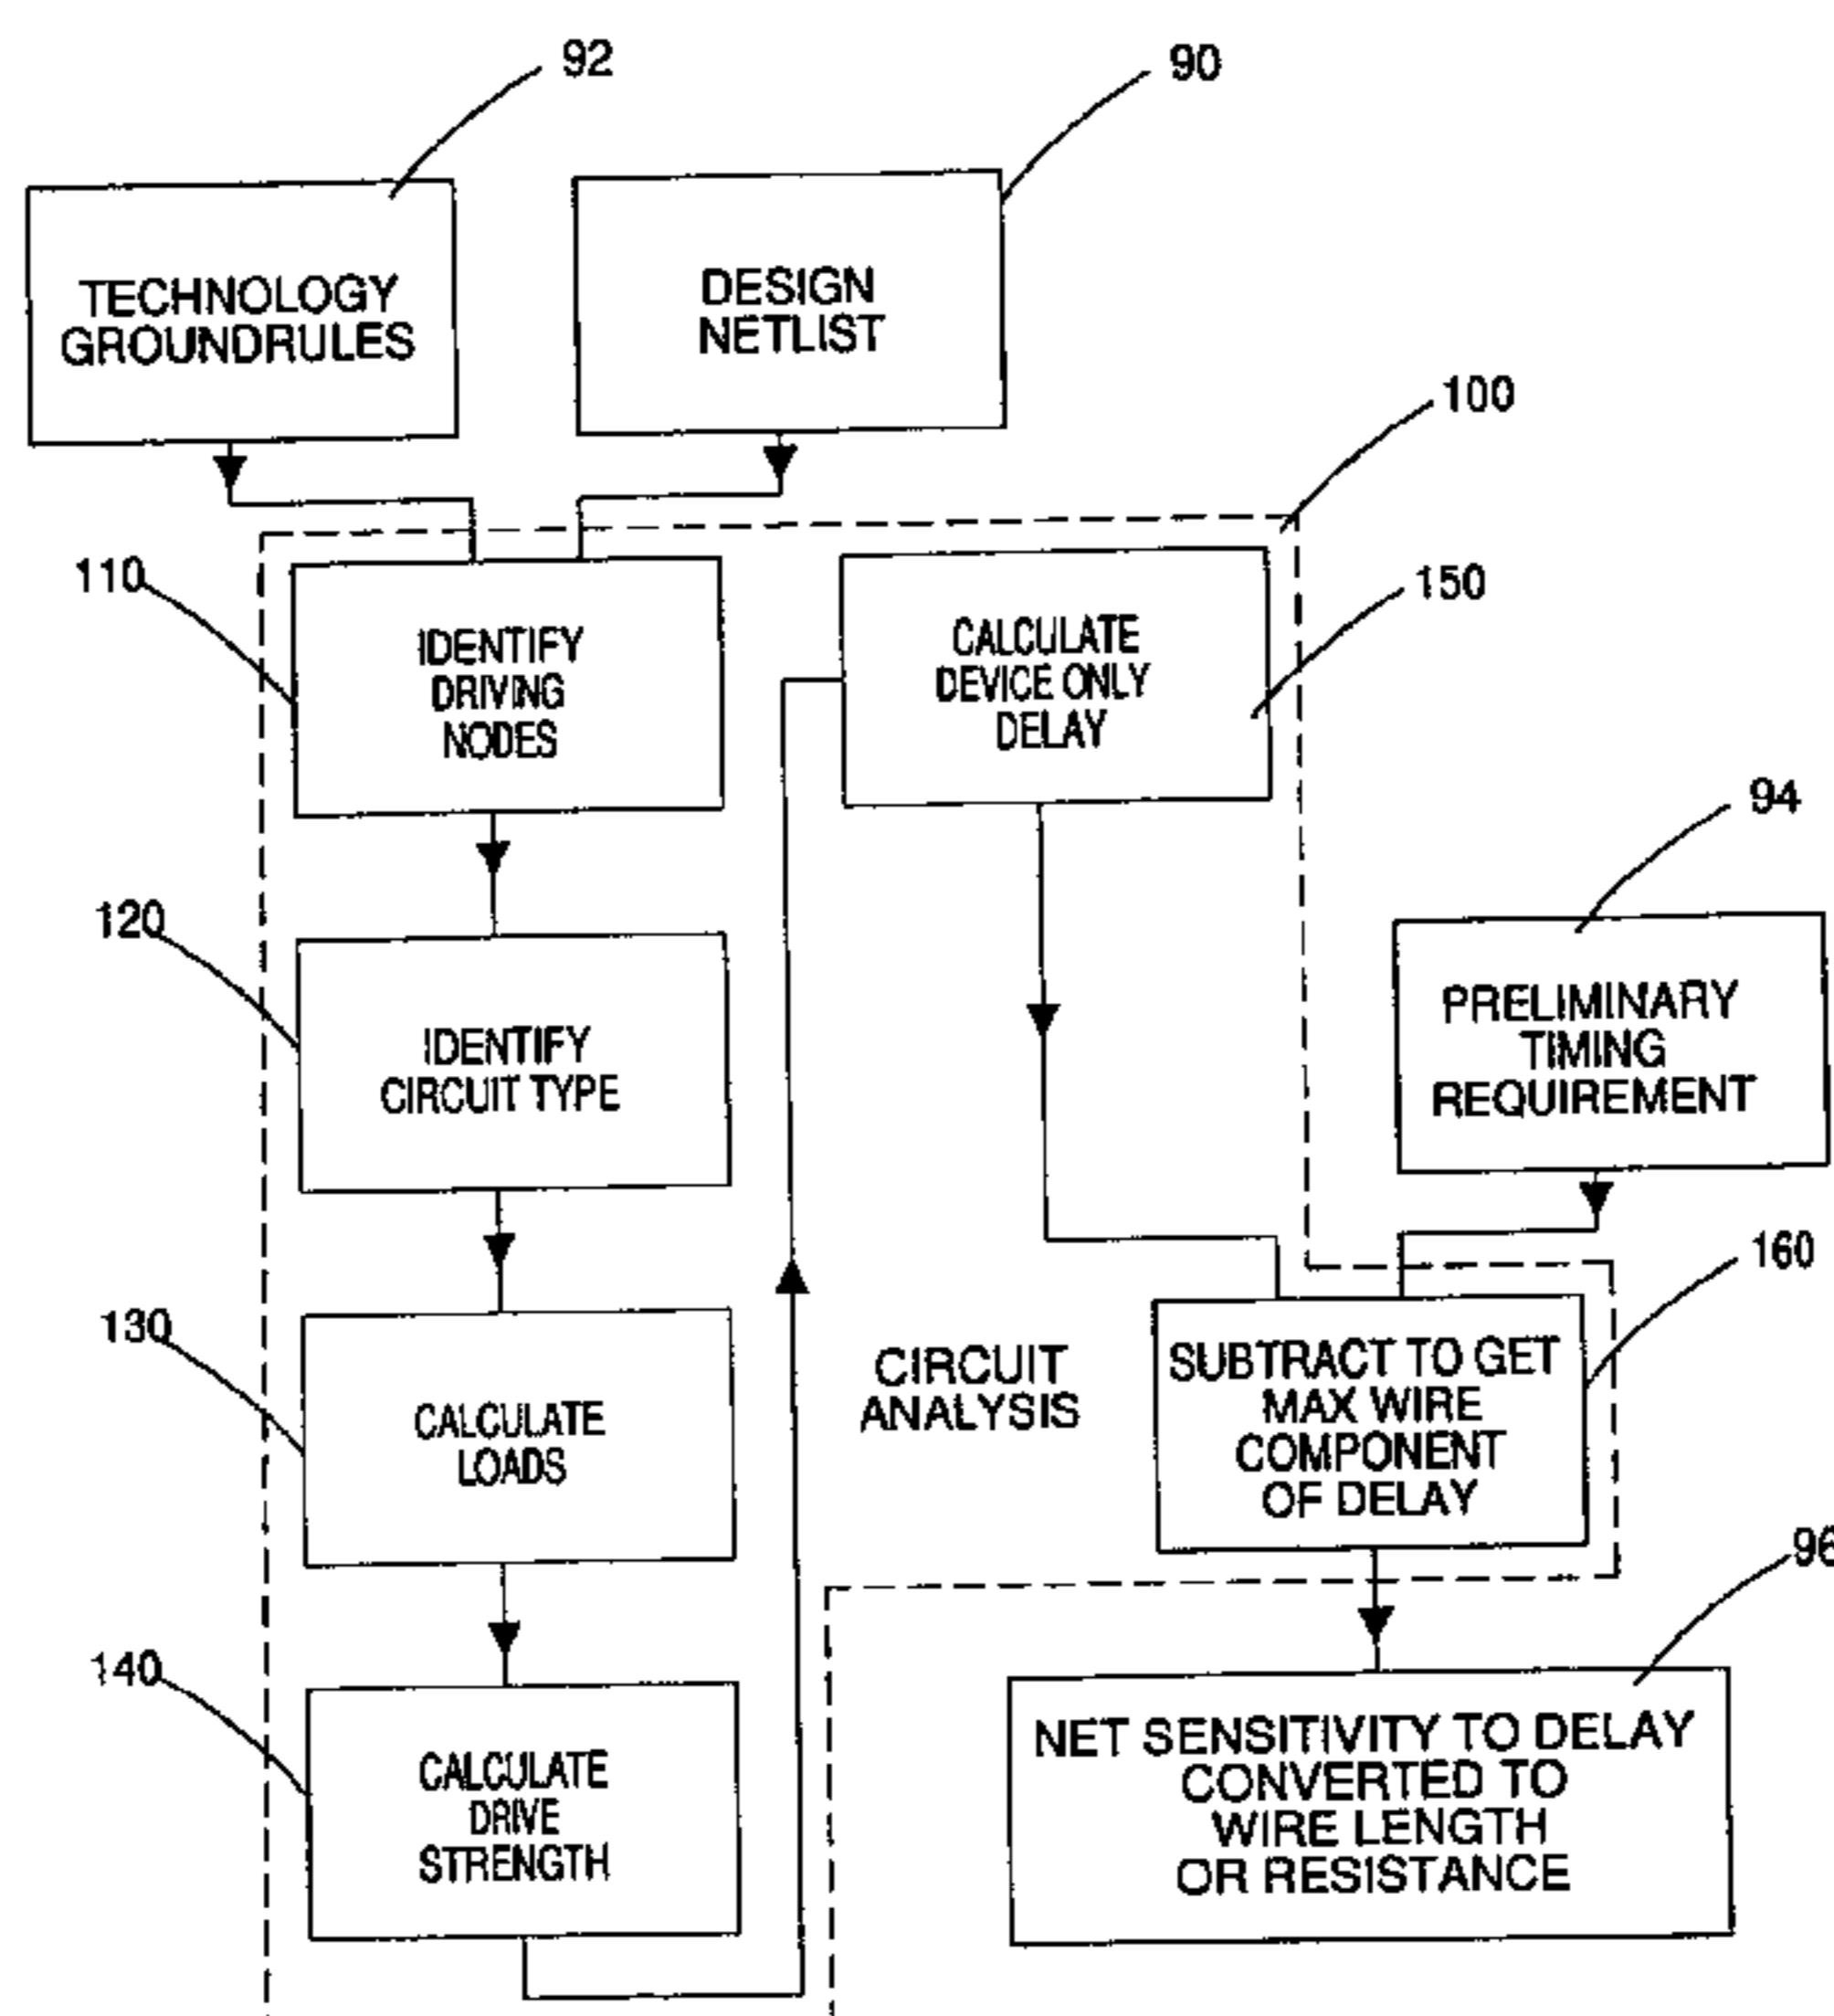 92
90
TECHNOLOGY
GROUNDRULES
DESIGN
NETLIST
100
110
IDENTIFY
DRIVING
NODES
CALCULATE
DEVICE ONLY
DELAY
150
94
120
IDENTIFY
CIRCUIT TYPE
PRELIMINARY
TIMING
REQUIREMENT
130
CALCULATE
LOADS
CIRCUIT
ANALYSIS
160
SUBTRACT TO GET
MAX WIRE
COMPONENT
OF DELAY
96
140
CALCULATE
DRIVE
STRENGTH
NET SENSITIVITY TO DELAY
CONVERTED TO
WIRE LENGTH
OR RESISTANCE